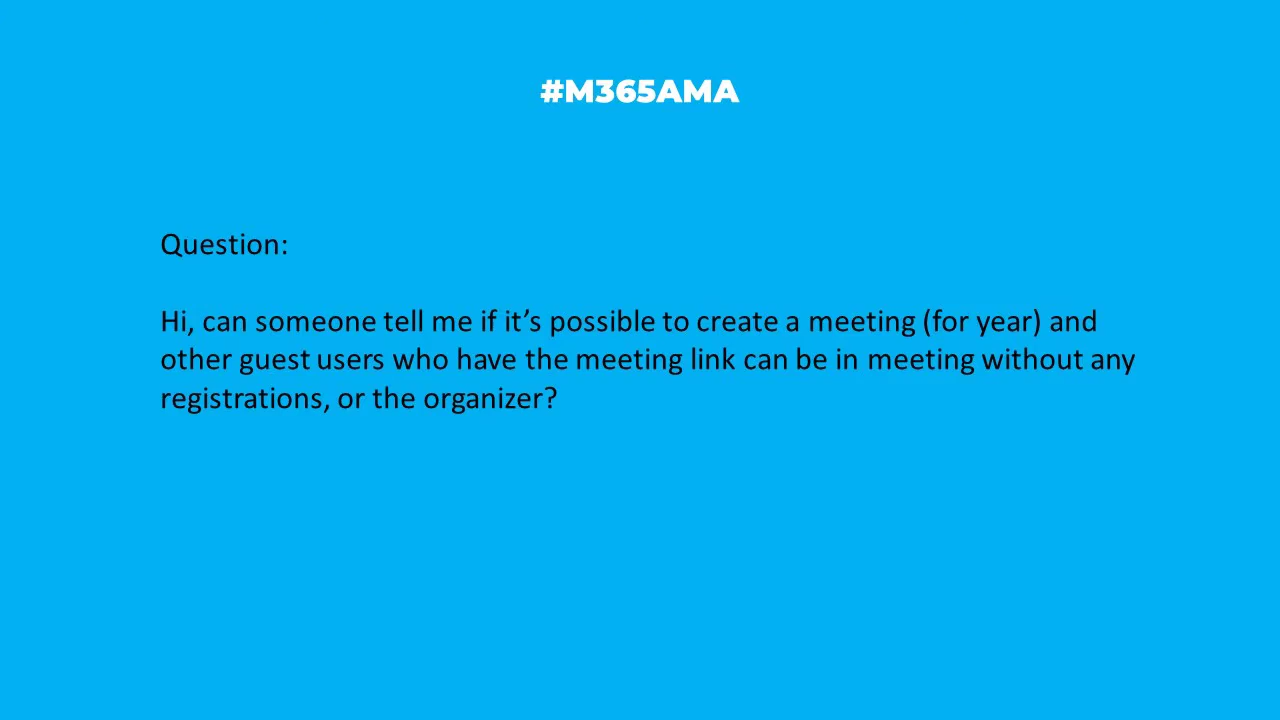 #M365AMA
Question:
Hi, can someone tell me if it’s possible to create a meeting (for year) and
other guest users who have the meeting link can be in meeting without any
registrations, or the organizer?